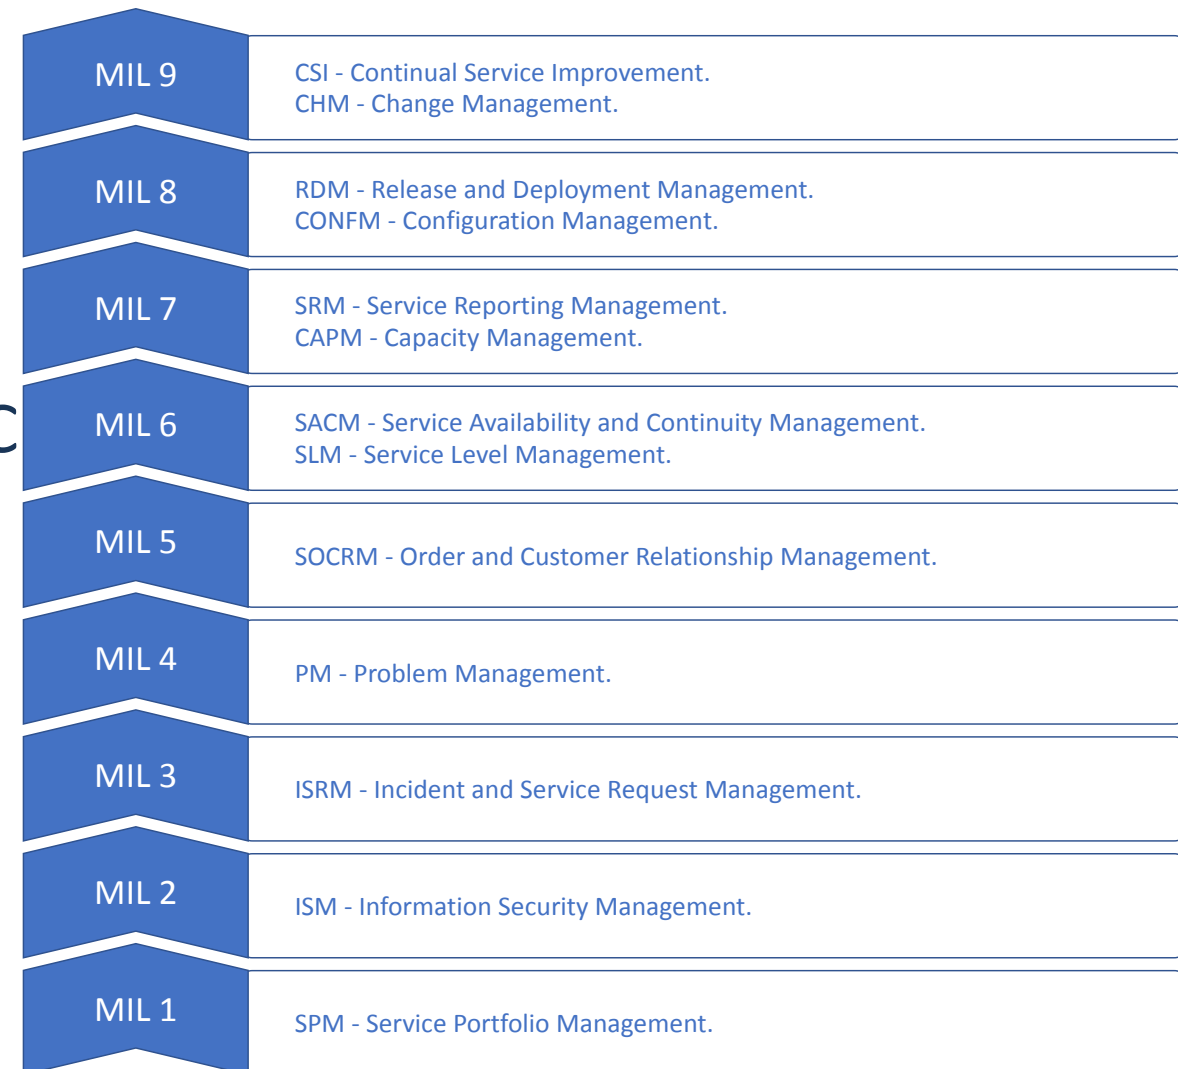 MIL 9
CSI - Continual Service Improvement.
CHM - Change Management.
MIL 8
RDM - Release and Deployment Management.
CONFM - Configuration Management.
MIL 7
SRM - Service Reporting Management.
CAPM - Capacity Management.
C
MIL 6
SACM - Service Availability and Continuity Management.
SLM - Service Level Management.
MIL 5
SOCRM - Order and Customer Relationship Management.
MIL 4
PM - Problem Management.
MIL 3
ISRM - Incident and Service Request Management.
MIL 2
ISM - Information Security Management.
MIL 1
SPM - Service Portfolio Management.